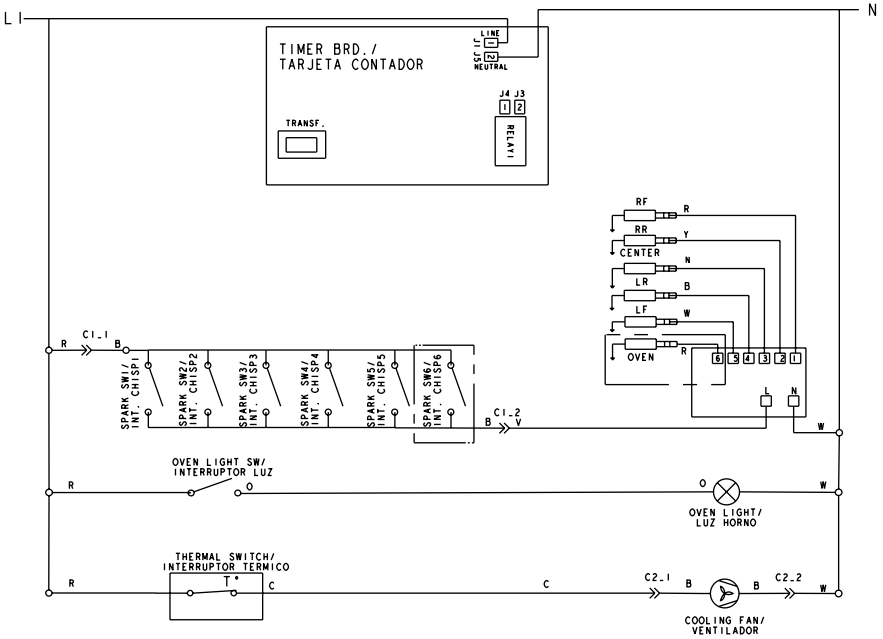 L1
N
TIMER BRD./
TARJETA CONTADOR
LINE
J1 1
J5 2
NEUTRAL
TRANSF.
J4 J3
1 2
RELAY1
RF
R
RR
Y
CENTER
N
LR
B
LF
W
OVEN
R
6 5 4 3 2 1
L N
W
R
C1_1
B
SPARK SW1/
INT. CHISP1
SPARK SW2/
INT. CHISP2
SPARK SW3/
INT. CHISP3
SPARK SW4/
INT. CHISP4
SPARK SW5/
INT. CHISP5
SPARK SW6/
INT. CHISP6
C1_2
B V
OVEN LIGHT SW/
INTERRUPTOR LUZ
R
O
O
W
OVEN LIGHT/
LUZ HORNO
THERMAL SWITCH/
INTERRUPTOR TERMICO
R
T°
C
C
C2_1
B
B
C2_2
W
COOLING FAN/
VENTILADOR